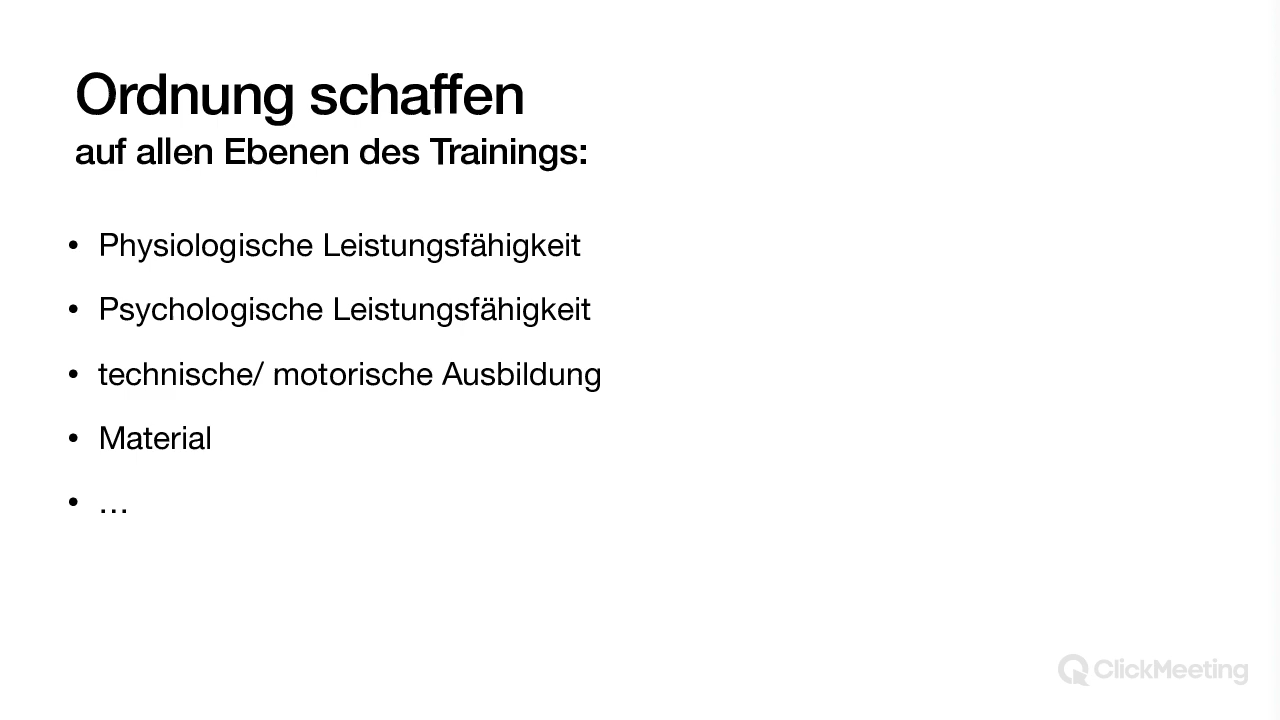 Ordnung schaffen
auf allen Ebenen des Trainings:
• Physiologische Leistungsfähigkeit
• Psychologische Leistungsfähigkeit
• technische/ motorische Ausbildung
• Material
• …
ClickMeeting